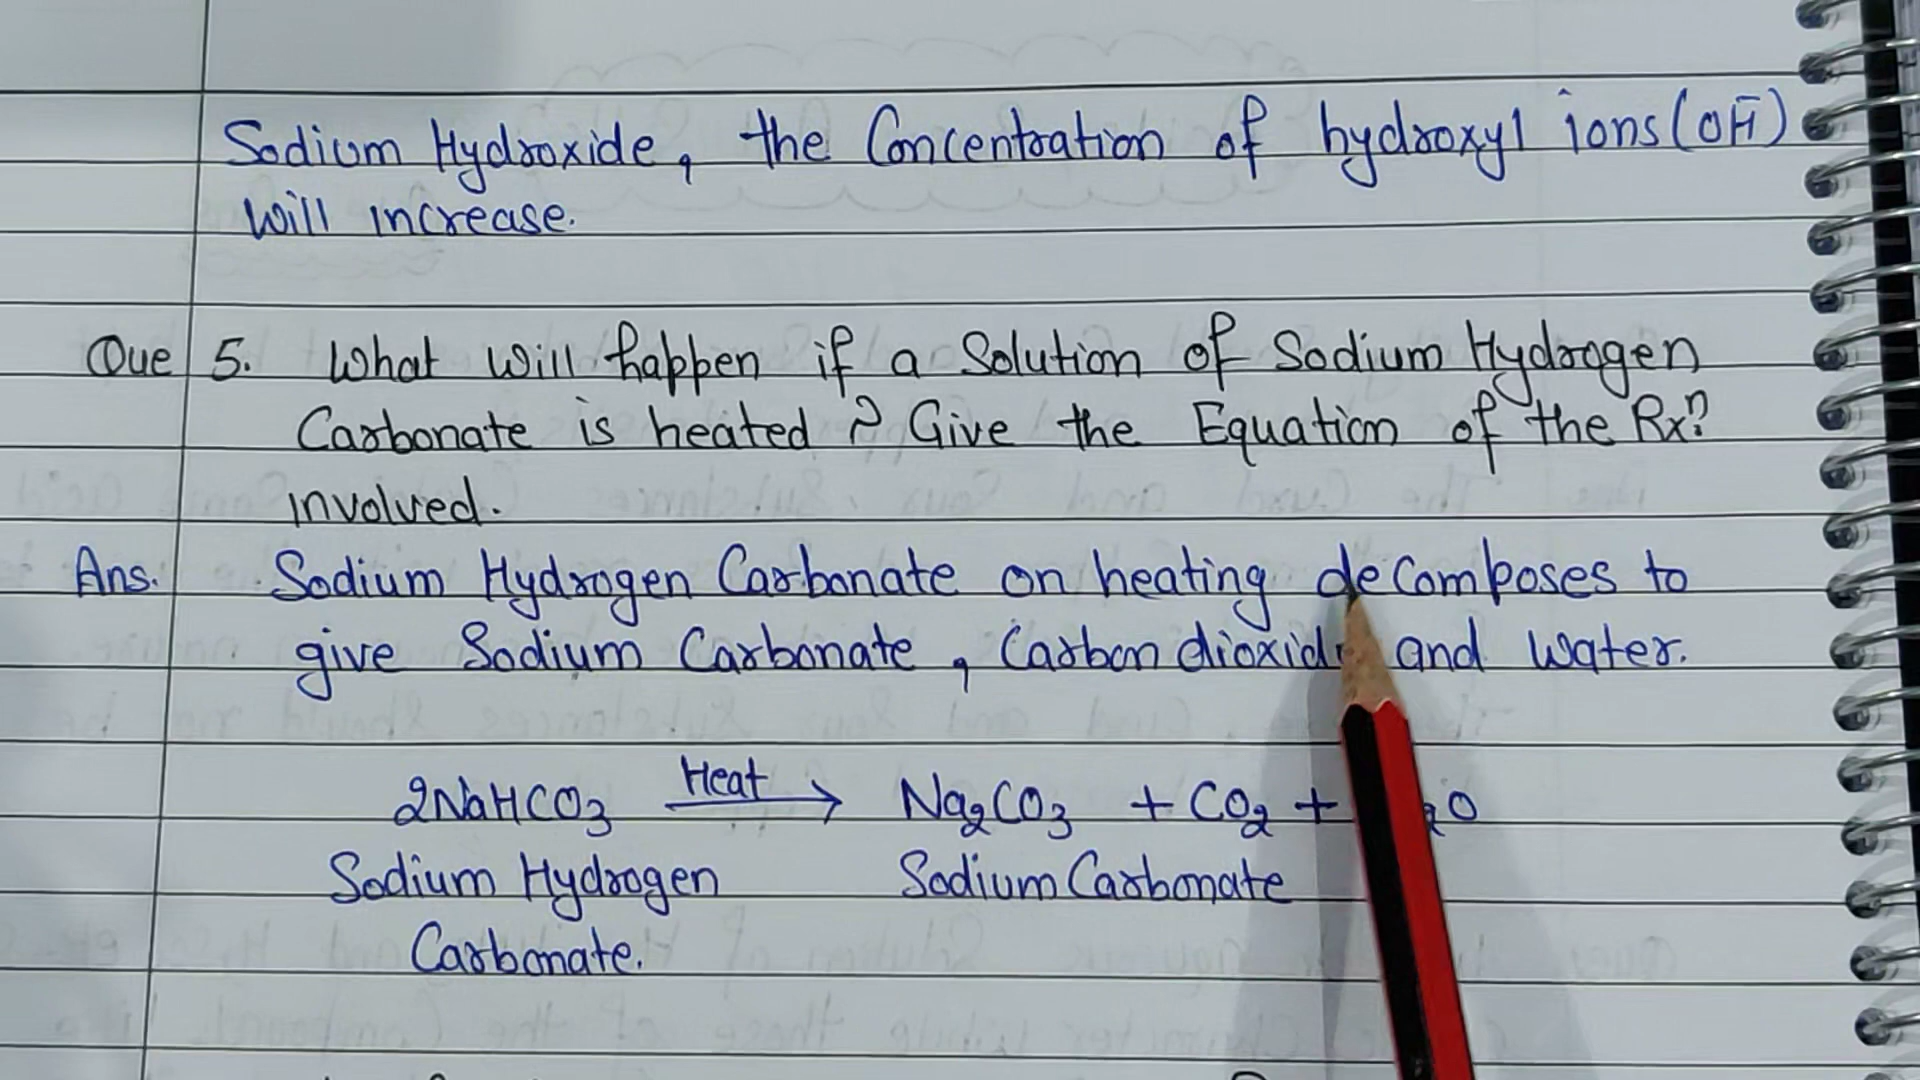 Sodium Hydroxide, the Concentration of hydroxyl ions (OH̄)
will increase.
Que 5. What will happen if a Solution of Sodium Hydrogen
Carbonate is heated ? Give the Equation of the Rxⁿ
involved.
Ans. Sodium Hydrogen Carbonate on heating decomposes to
give Sodium Carbonate, Carbon dioxide and water.
2NaHCO₃ Heat → Na₂CO₃ + CO₂ + ₂O
Sodium Hydrogen Sodium Carbonate
Carbonate.